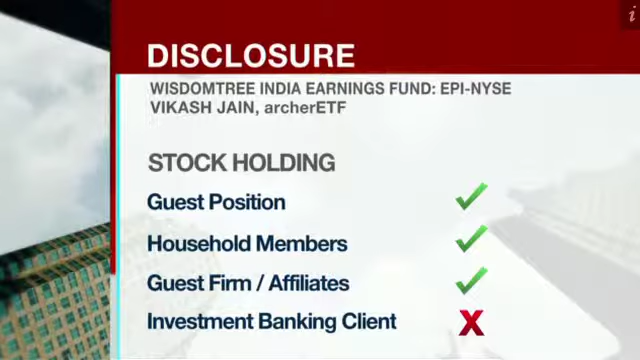 DISCLOSURE
WISDOMTREE INDIA EARNINGS FUND: EPI-NYSE
VIKASH JAIN, archerETF
STOCK HOLDING
Guest Position
Household Members
Guest Firm / Affiliates
Investment Banking Client